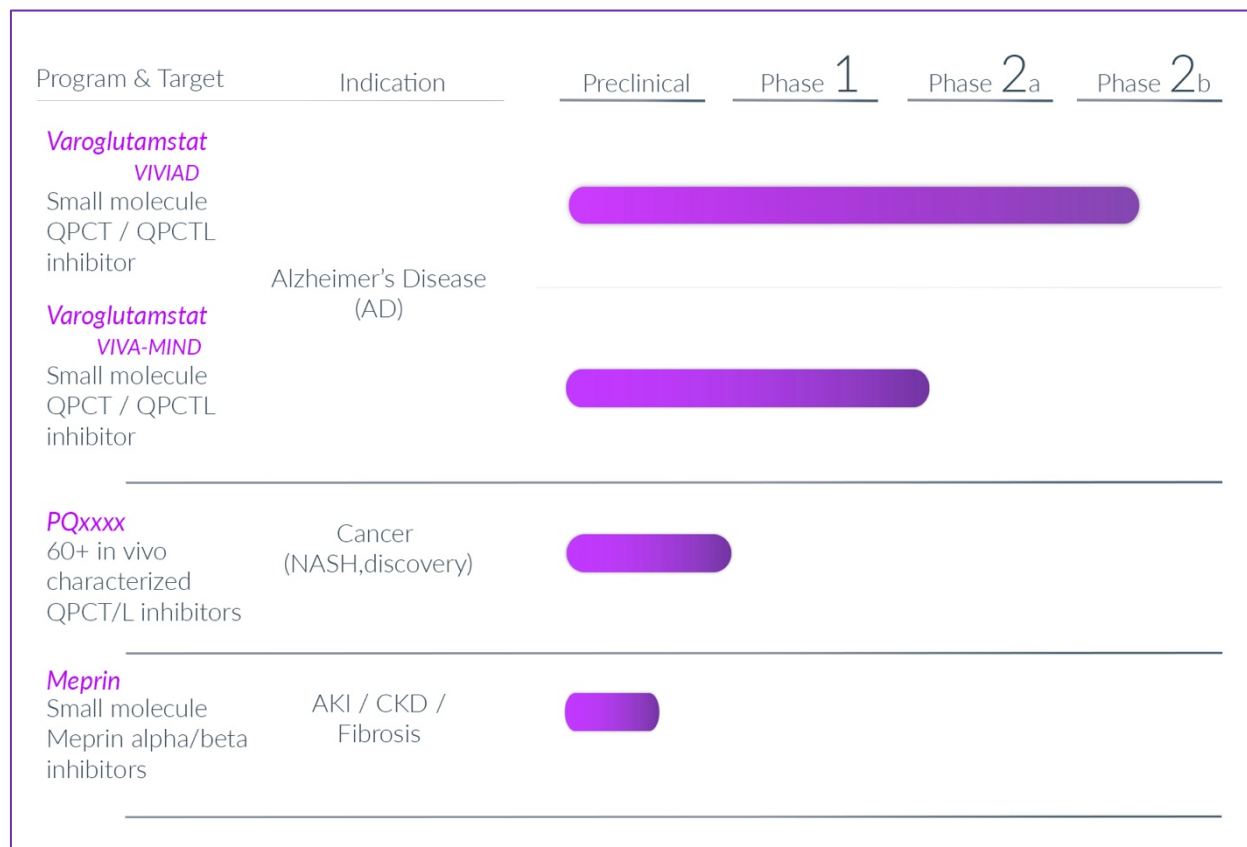 Program & Target
Indication
Preclinical
Phase 1
Phase 2a
Phase 2b
Varoglutamstat
VIVIAD
Small molecule
QPCT / QPCTL
inhibitor
Alzheimer's Disease
(AD)
Varoglutamstat
VIVA-MIND
Small molecule
QPCT / QPCTL
inhibitor
PQxxxx
60+ in vivo
characterized
QPCT/L inhibitors
Cancer
(NASH,discovery)
Meprin
Small molecule
Meprin alpha/beta
inhibitors
AKI / CKD /
Fibrosis